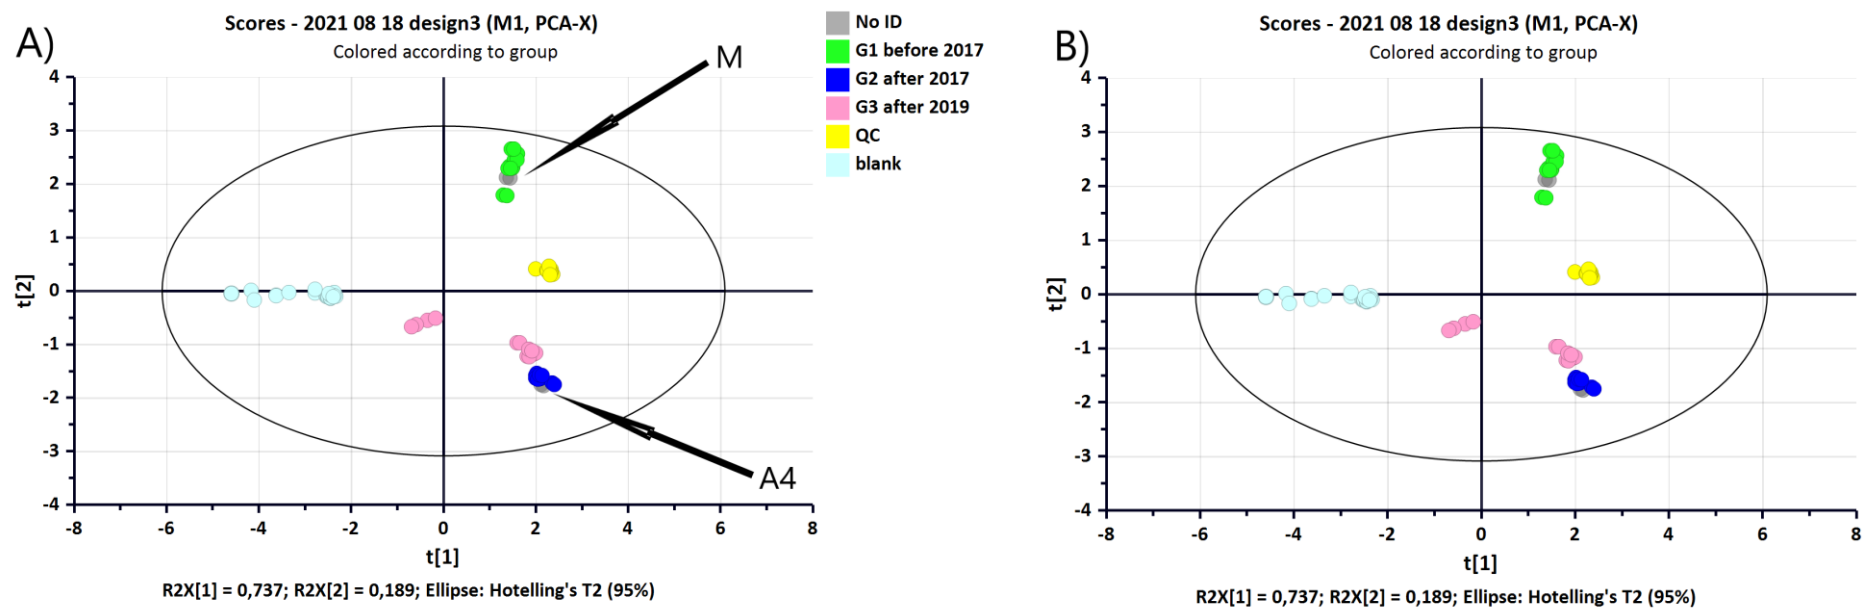 A)
Scores - 2021 08 18 design3 (M1, PCA-X)
Colored according to group
M
4
3
2
1
0
-1
-2
-3
-4
t[2]
A4
-8
-6
-4
-2
0
2
4
6
8
t[1]
R2X[1] = 0,737; R2X[2] = 0,189; Ellipse: Hotelling's T2 (95%)
No ID
G1 before 2017
G2 after 2017
G3 after 2019
QC
blank
B)
Scores - 2021 08 18 design3 (M1, PCA-X)
Colored according to group
4
3
2
1
0
-1
-2
-3
-4
t[2]
-8
-6
-4
-2
0
2
4
6
8
t[1]
R2X[1] = 0,737; R2X[2] = 0,189; Ellipse: Hotelling's T2 (95%)